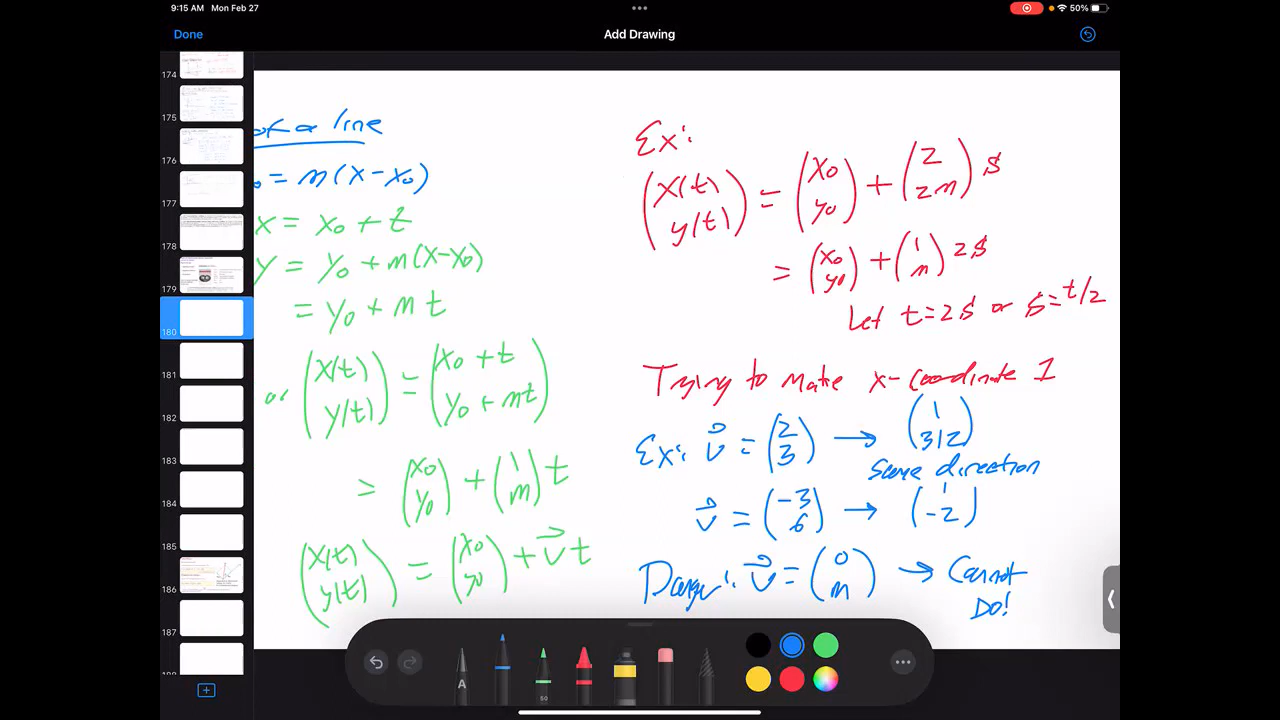 9:15 AM Mon Feb 27
50%
Done
Add Drawing
174
175
176
177
178
179
180
181
182
183
184
185
186
187
of a line
= m(x-x₀)
x = x₀ + t
y = y₀ + m(x-x₀)
= y₀ + mt
or (x(t) y(t)) = (x₀ + t y₀ + mt)
= (x₀ y₀) + (1 m) t
(x(t) y(t)) = (x₀ y₀) + v⃗ t
Ex:
(x(t) y(t)) = (x₀ y₀) + (2 2m) s
= (x₀ y₀) + (1 m) 2s
Let t=2s or s=t/2
Trying to make x-coordinate 1
Ex: v⃗ = (2 3) → (1 3/2)
same direction
v⃗ = (-3 6) → (1 -2)
Danger: v⃗ = (0 m) → Cannot
Do!
A
50